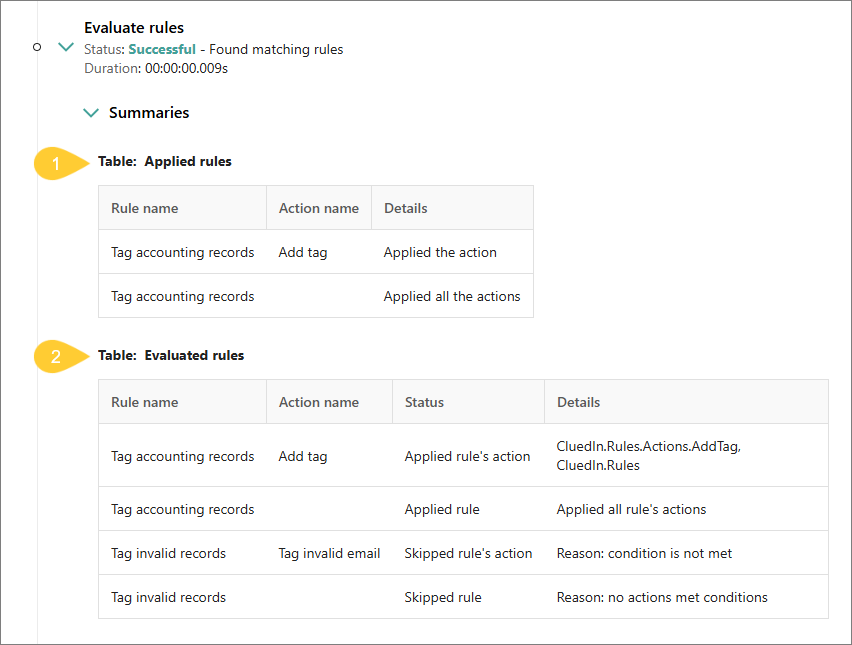 Evaluate rules
Status: Successful - Found matching rules
Duration: 00:00:00.009s
Summaries
1
Table: Applied rules
Rule name Action name Details
Tag accounting records Add tag Applied the action
Tag accounting records Applied all the actions
2
Table: Evaluated rules
Rule name Action name Status Details
Tag accounting records Add tag Applied rule's action CluedIn.Rules.Actions.AddTag,
CluedIn.Rules
Tag accounting records Applied rule Applied all rule's actions
Tag invalid records Tag invalid email Skipped rule's action Reason: condition is not met
Tag invalid records Skipped rule Reason: no actions met conditions